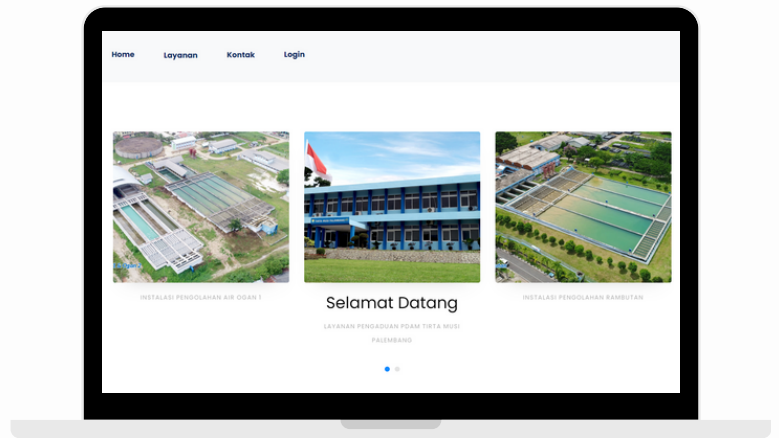 Home
Layanan
Kontak
Login
INSTALASI PENGOLAHAN AIR OGAN 1
Selamat Datang
LAYANAN PENGADUAN PDAM TIRTA MUSI
PALEMBANG
INSTALASI PENGOLAHAN RAMBUTAN